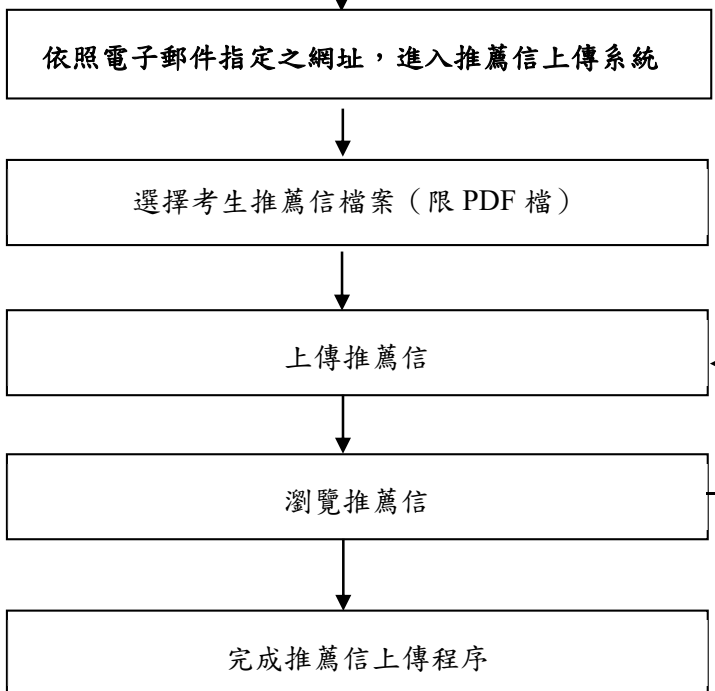 依照電子郵件指定之網址，進入推薦信上傳系統
選擇考生推薦信檔案（限 PDF 檔）
上傳推薦信
瀏覽推薦信
完成推薦信上傳程序